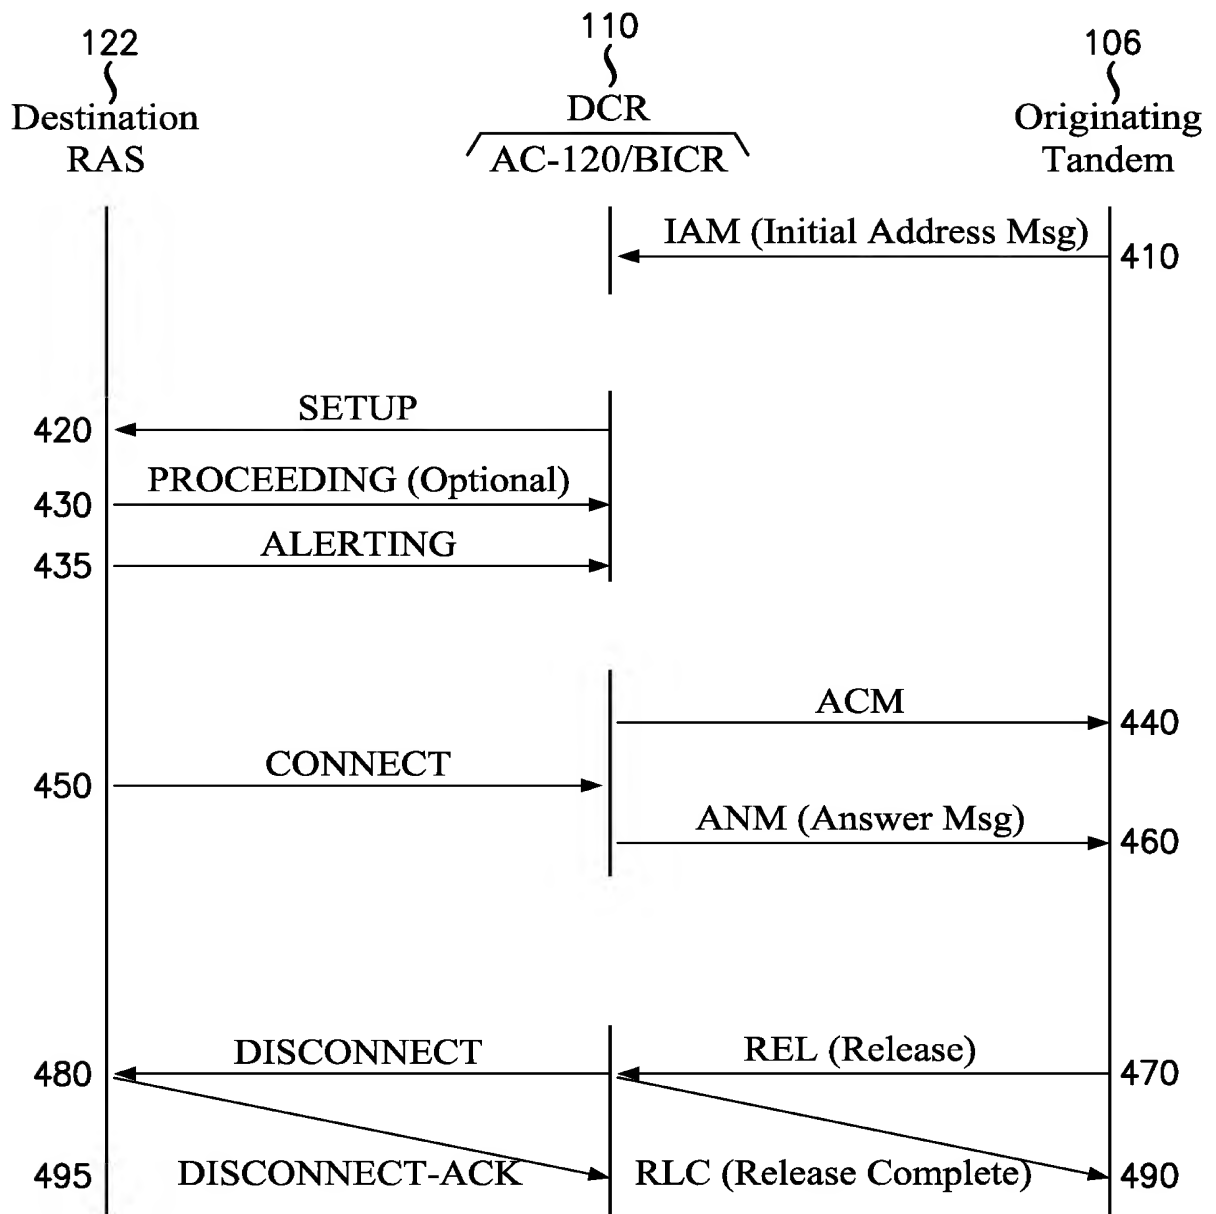 122
110
106
Destination
RAS
DCR
AC-120/BICR
Originating
Tandem
IAM (Initial Address Msg)
410
SETUP
420
PROCEEDING (Optional)
430
ALERTING
435
ACM
440
CONNECT
450
ANM (Answer Msg)
460
DISCONNECT
REL (Release)
480
470
495
DISCONNECT-ACK
RLC (Release Complete)
490